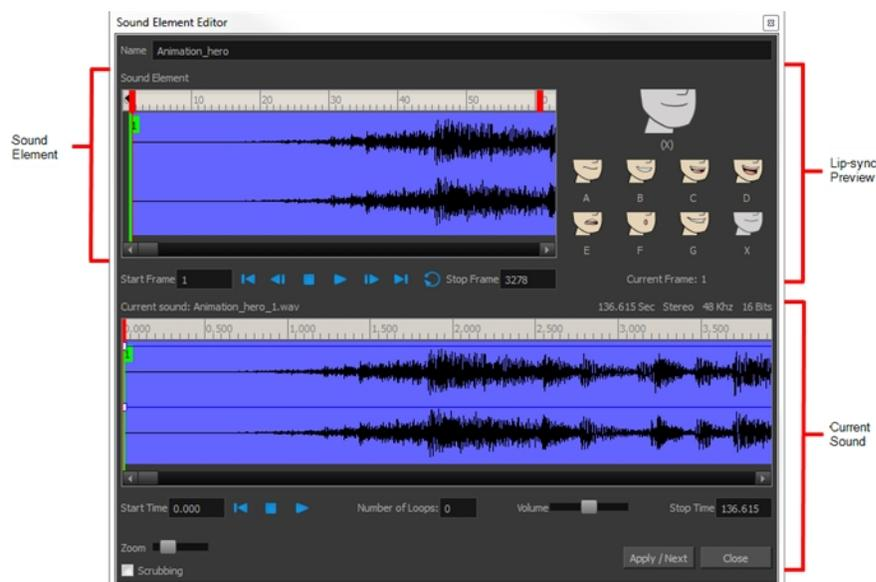 Sound Element Editor
Name Animation_hero
Sound Element
10 20 30 40 50
1
(X)
A B C D
E F G X
Sound
Element
Lip-sync
Preview
Start Frame 1 Stop Frame 3278 Current Frame: 1
Current sound: Animation_hero_1.wav 136.615 Sec Stereo 48 Khz 16 Bits
0.000 0.500 1.000 1.500 2.000 2.500 3.000 3.500
1
Current
Sound
Start Time 0.000 Number of Loops: 0 Volume Stop Time 136.615
Zoom
Scrubbing
Apply / Next Close